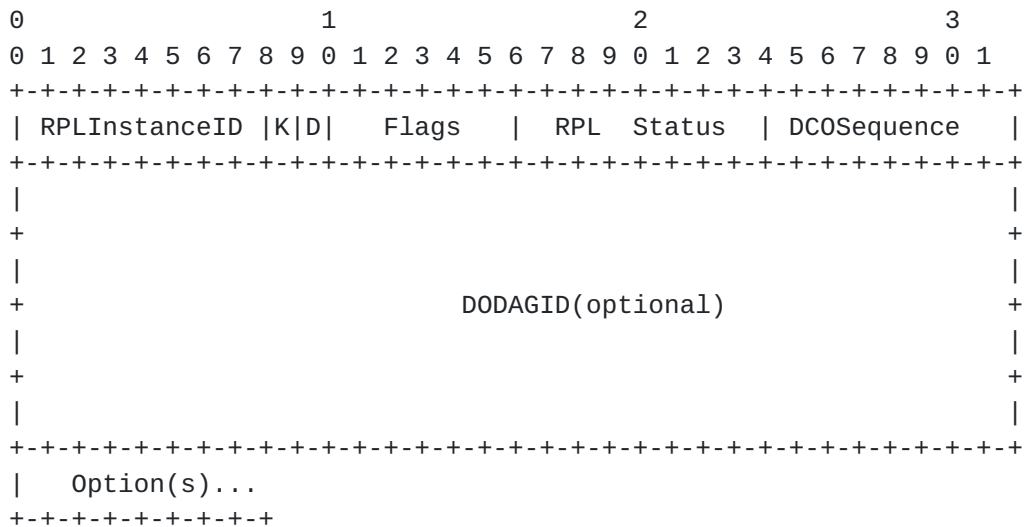 0                   1                   2                   3
0 1 2 3 4 5 6 7 8 9 0 1 2 3 4 5 6 7 8 9 0 1 2 3 4 5 6 7 8 9 0 1
+-+-+-+-+-+-+-+-+-+-+-+-+-+-+-+-+-+-+-+-+-+-+-+-+-+-+-+-+-+-+-+-+
| RPLInstanceID |K|D|   Flags   |  RPL  Status  | DCOSequence   |
+-+-+-+-+-+-+-+-+-+-+-+-+-+-+-+-+-+-+-+-+-+-+-+-+-+-+-+-+-+-+-+-+
|                                                               |
+                                                               +
|                                                               |
+                            DODAGID(optional)                  +
|                                                               |
+                                                               +
|                                                               |
+-+-+-+-+-+-+-+-+-+-+-+-+-+-+-+-+-+-+-+-+-+-+-+-+-+-+-+-+-+-+-+-+
|   Option(s)...
+-+-+-+-+-+-+-+-+